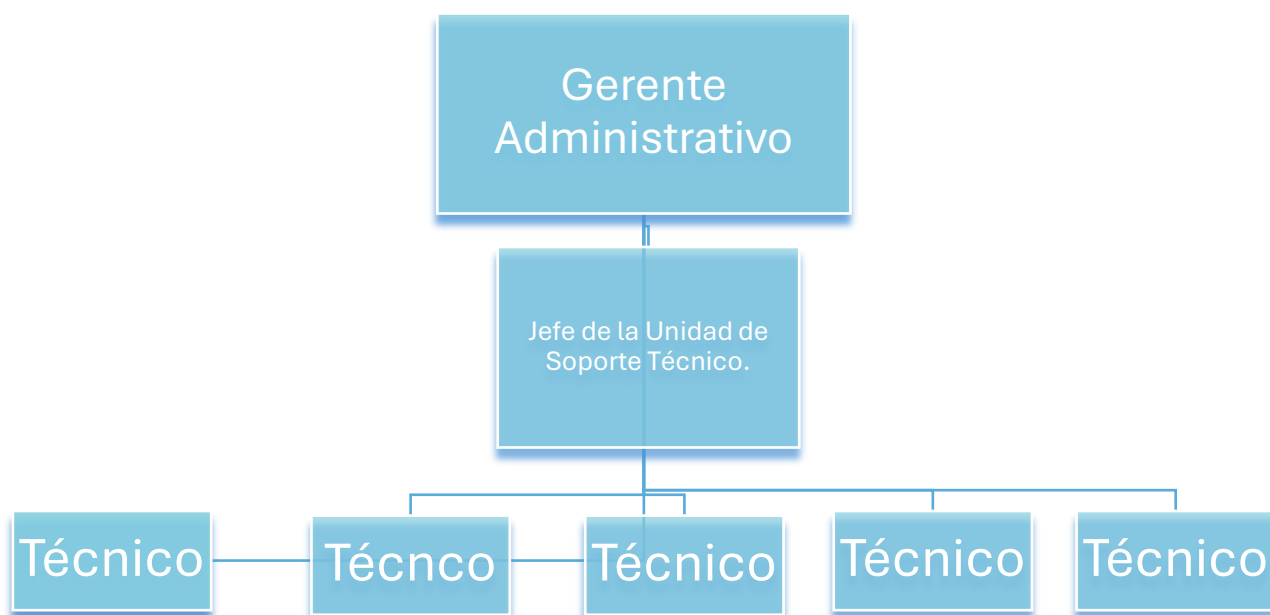 Gerente
Administrativo
Jefe de la Unidad de
Soporte Técnico.
Técnico
Técnco
Técnico
Técnico
Técnico